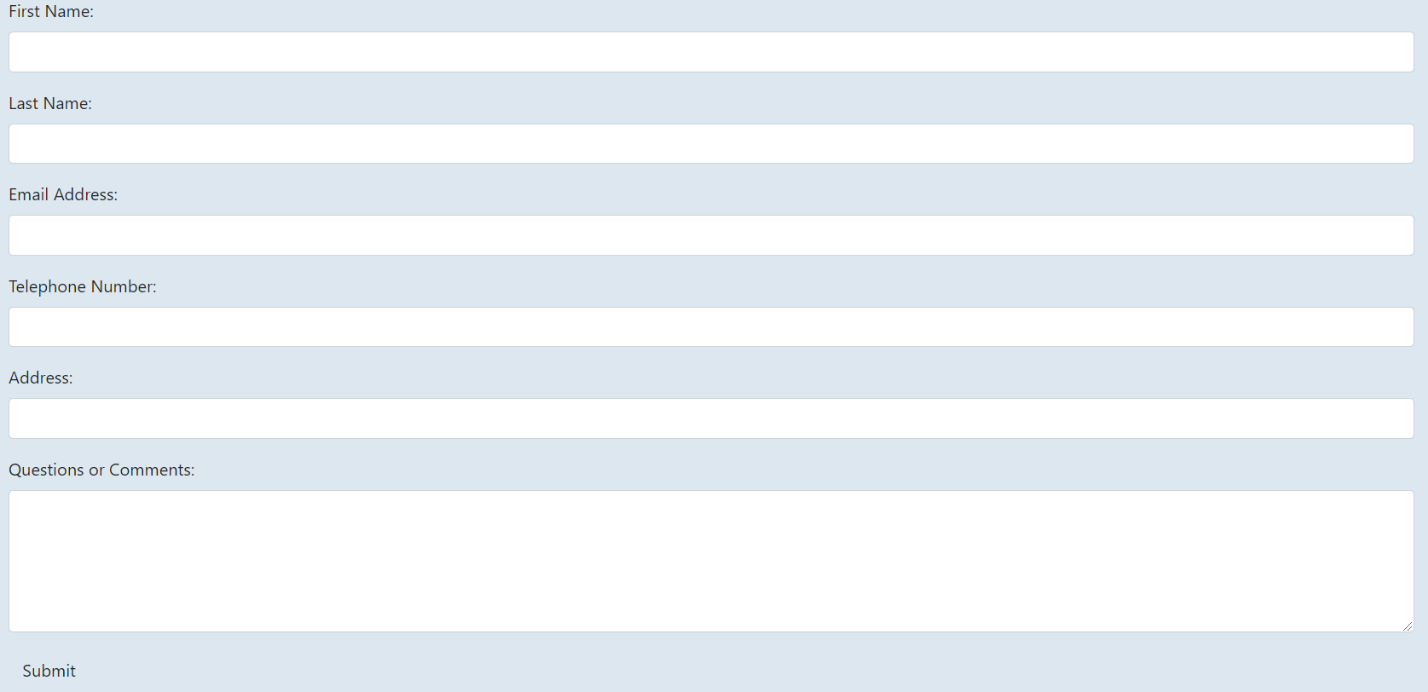 First Name:
Last Name:
Email Address:
Telephone Number:
Address:
Questions or Comments:
Submit